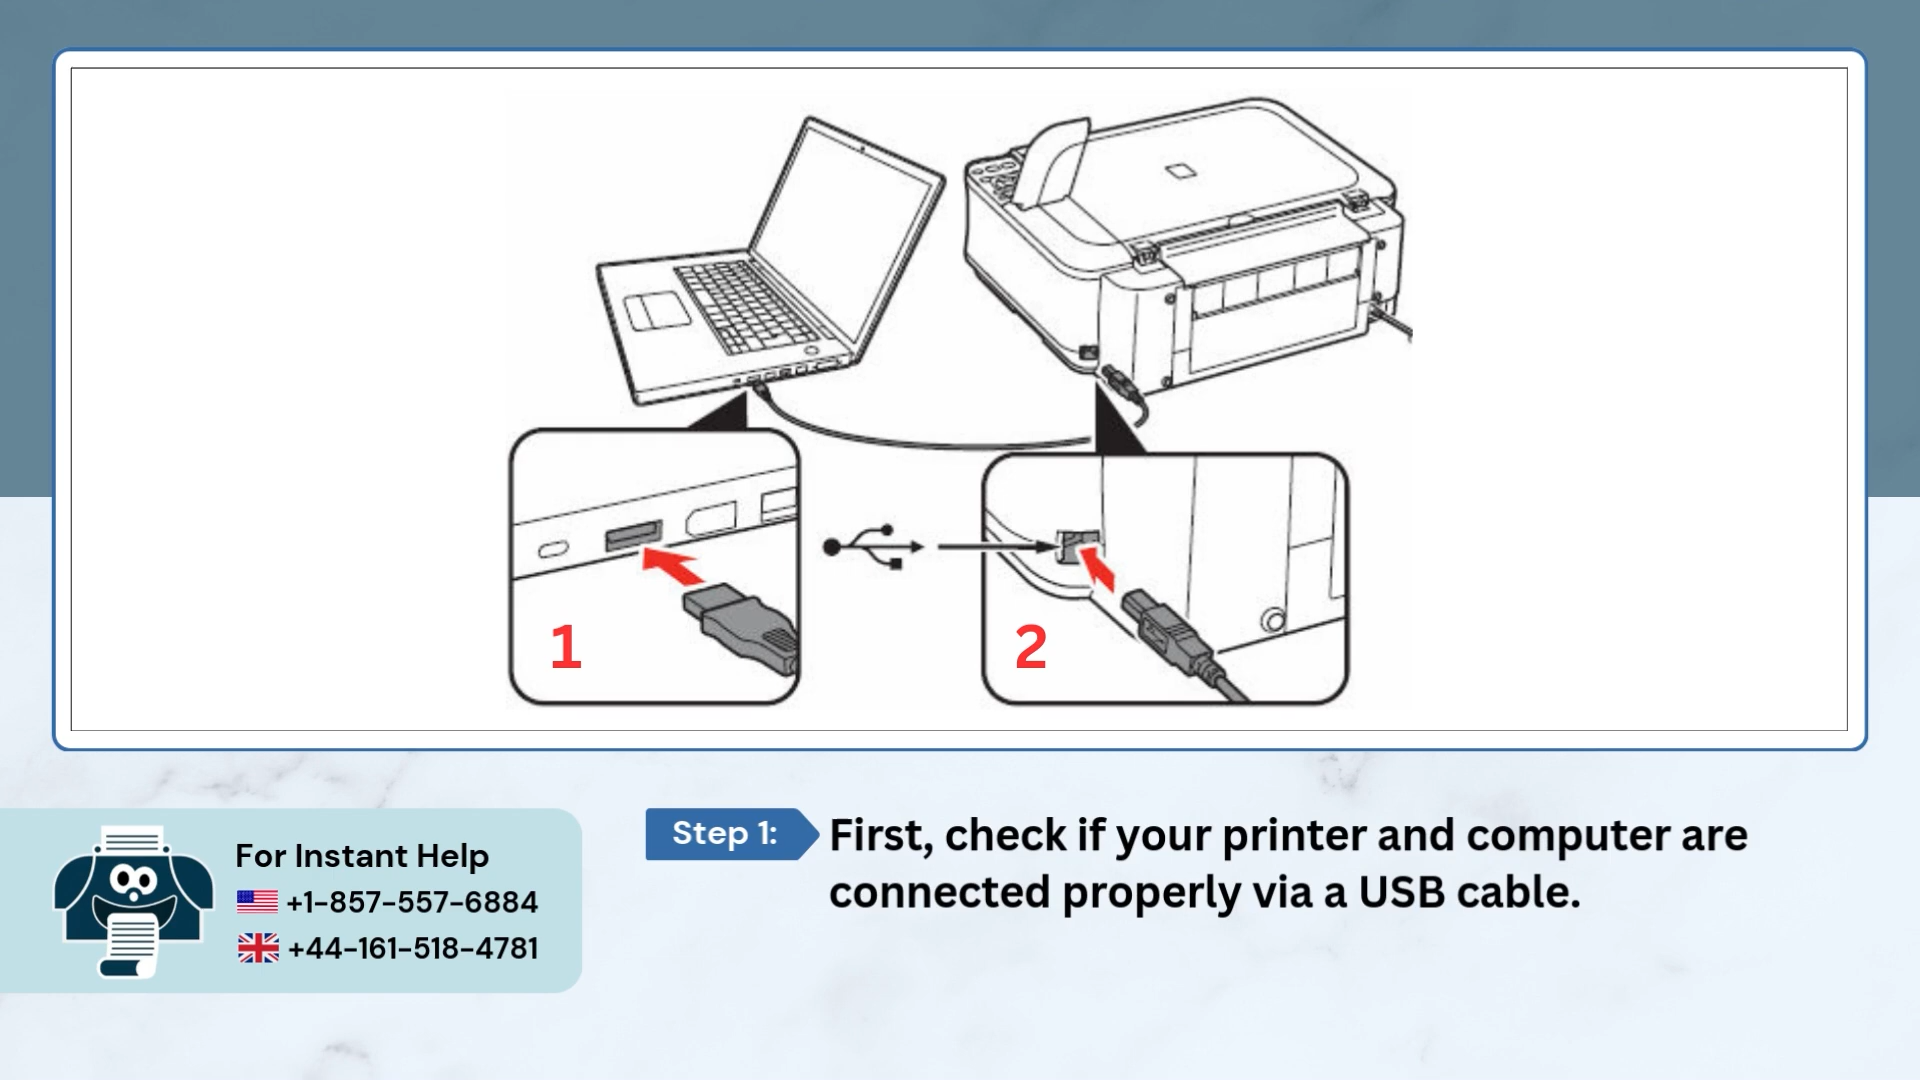 1
2
For Instant Help
+1-857-557-6884
+44-161-518-4781
Step 1:
First, check if your printer and computer are
connected properly via a USB cable.